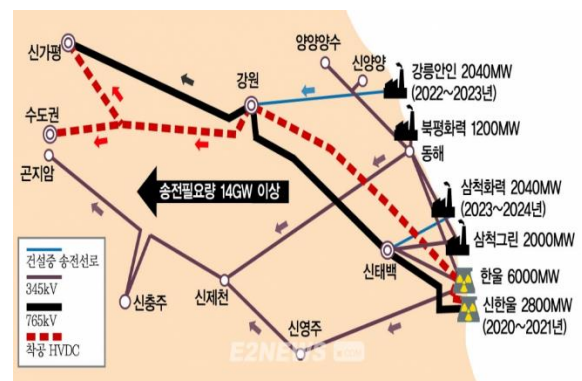 양양양수
신양양
신가평
강원
강릉안인 2040MW
(2022~2023년)
수도권
북평화력 1200MW
동해
곤지암
송전필요량 14GW 이상
삼척화력 2040MW
(2023~2024년)
삼척그린 2000MW
건설중 송전선로
345kV
765kV
착공 HVDC
신충주
신제천
신태백
한울 6000MW
신한울 2800MW
(2020~2021년)
신영주
E2NEWS
.COM